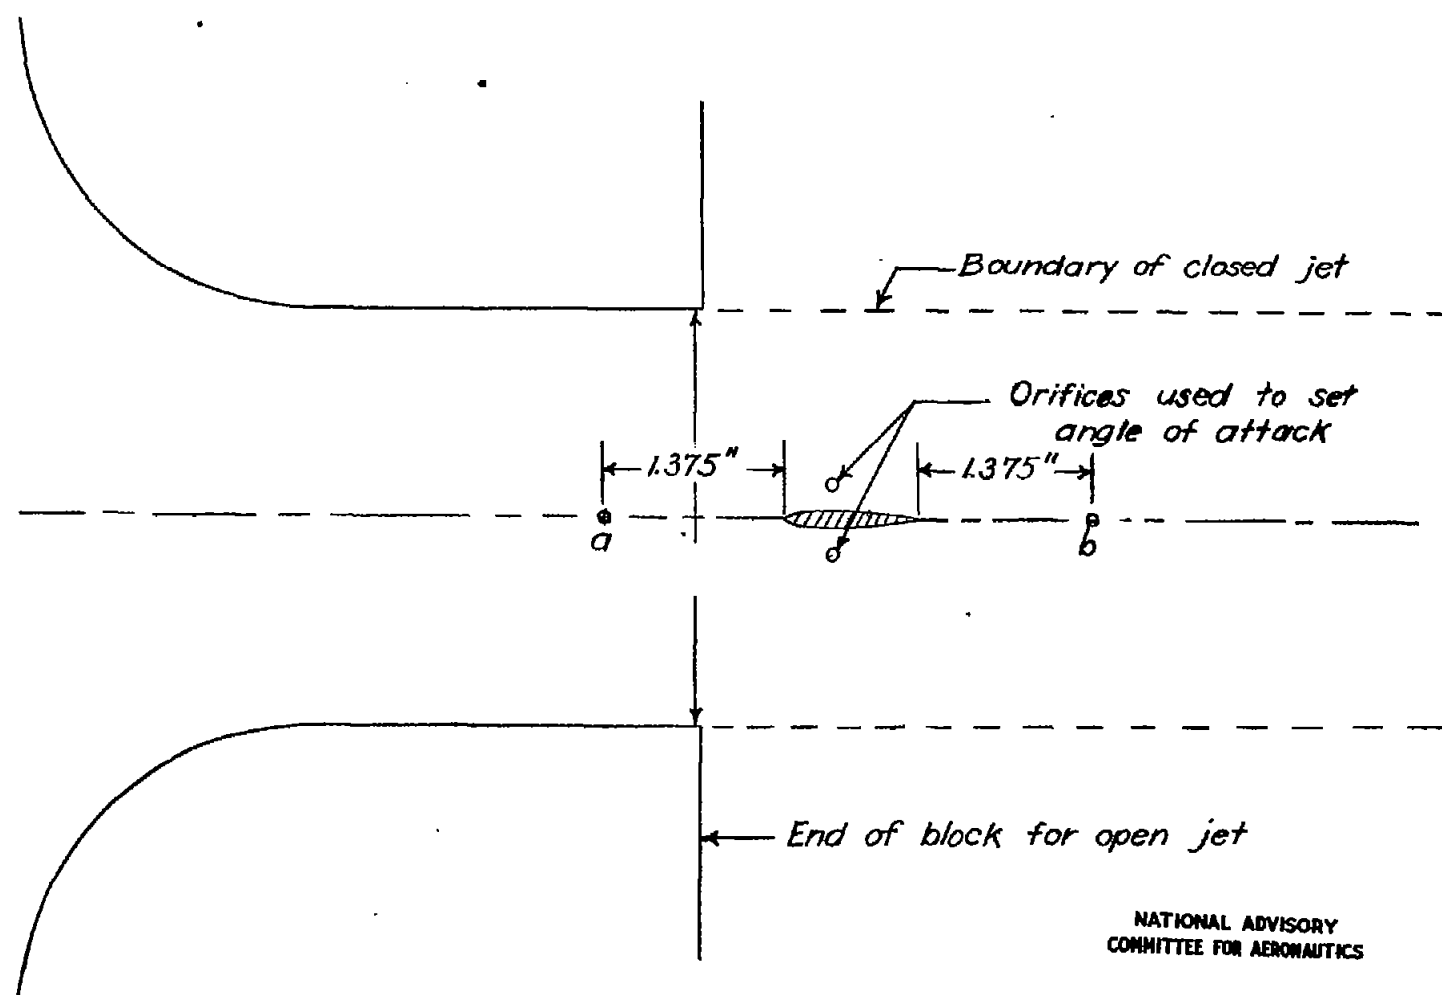 Boundary of closed jet
Orifices used to set
angle of attack
1.375"
1.375"
a
b
End of block for open jet
NATIONAL ADVISORY
COMMITTEE FOR AERONAUTICS